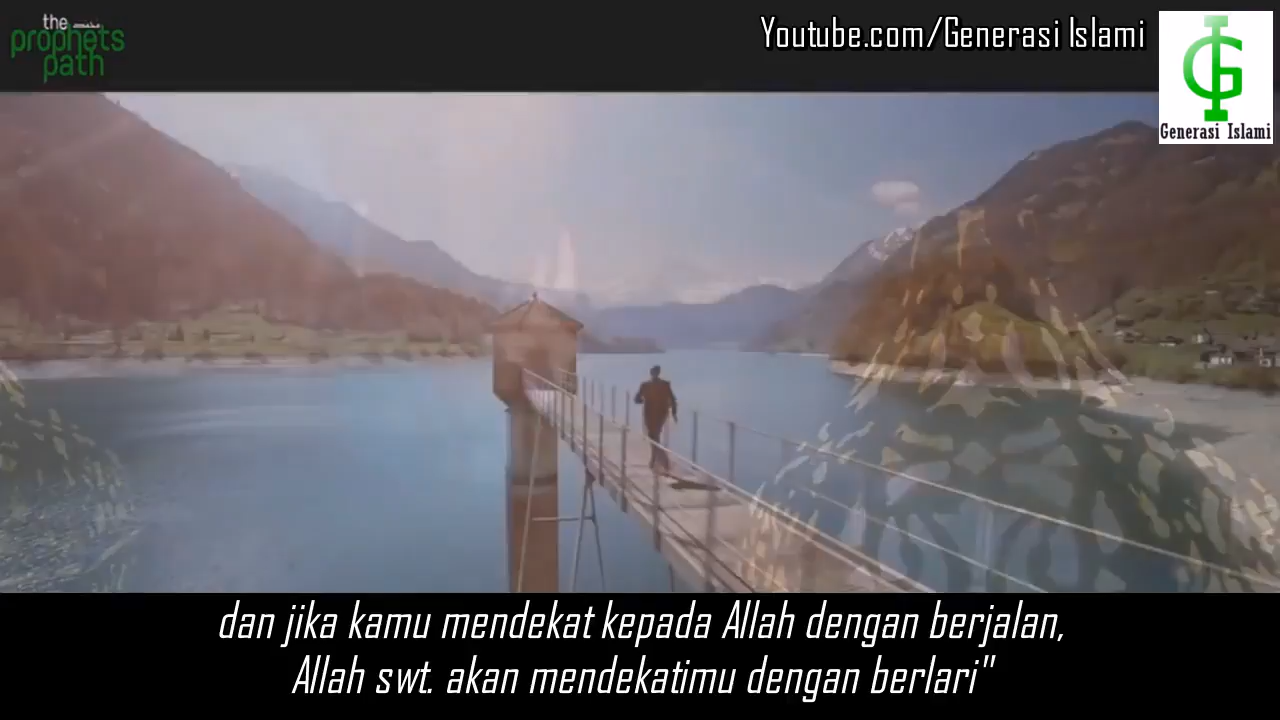 the
prophets
path
Youtube.com/Generasi Islami
GI
Generasi Islami
dan jika kamu mendekat kepada Allah dengan berjalan,
Allah swt. akan mendekatimu dengan berlari"